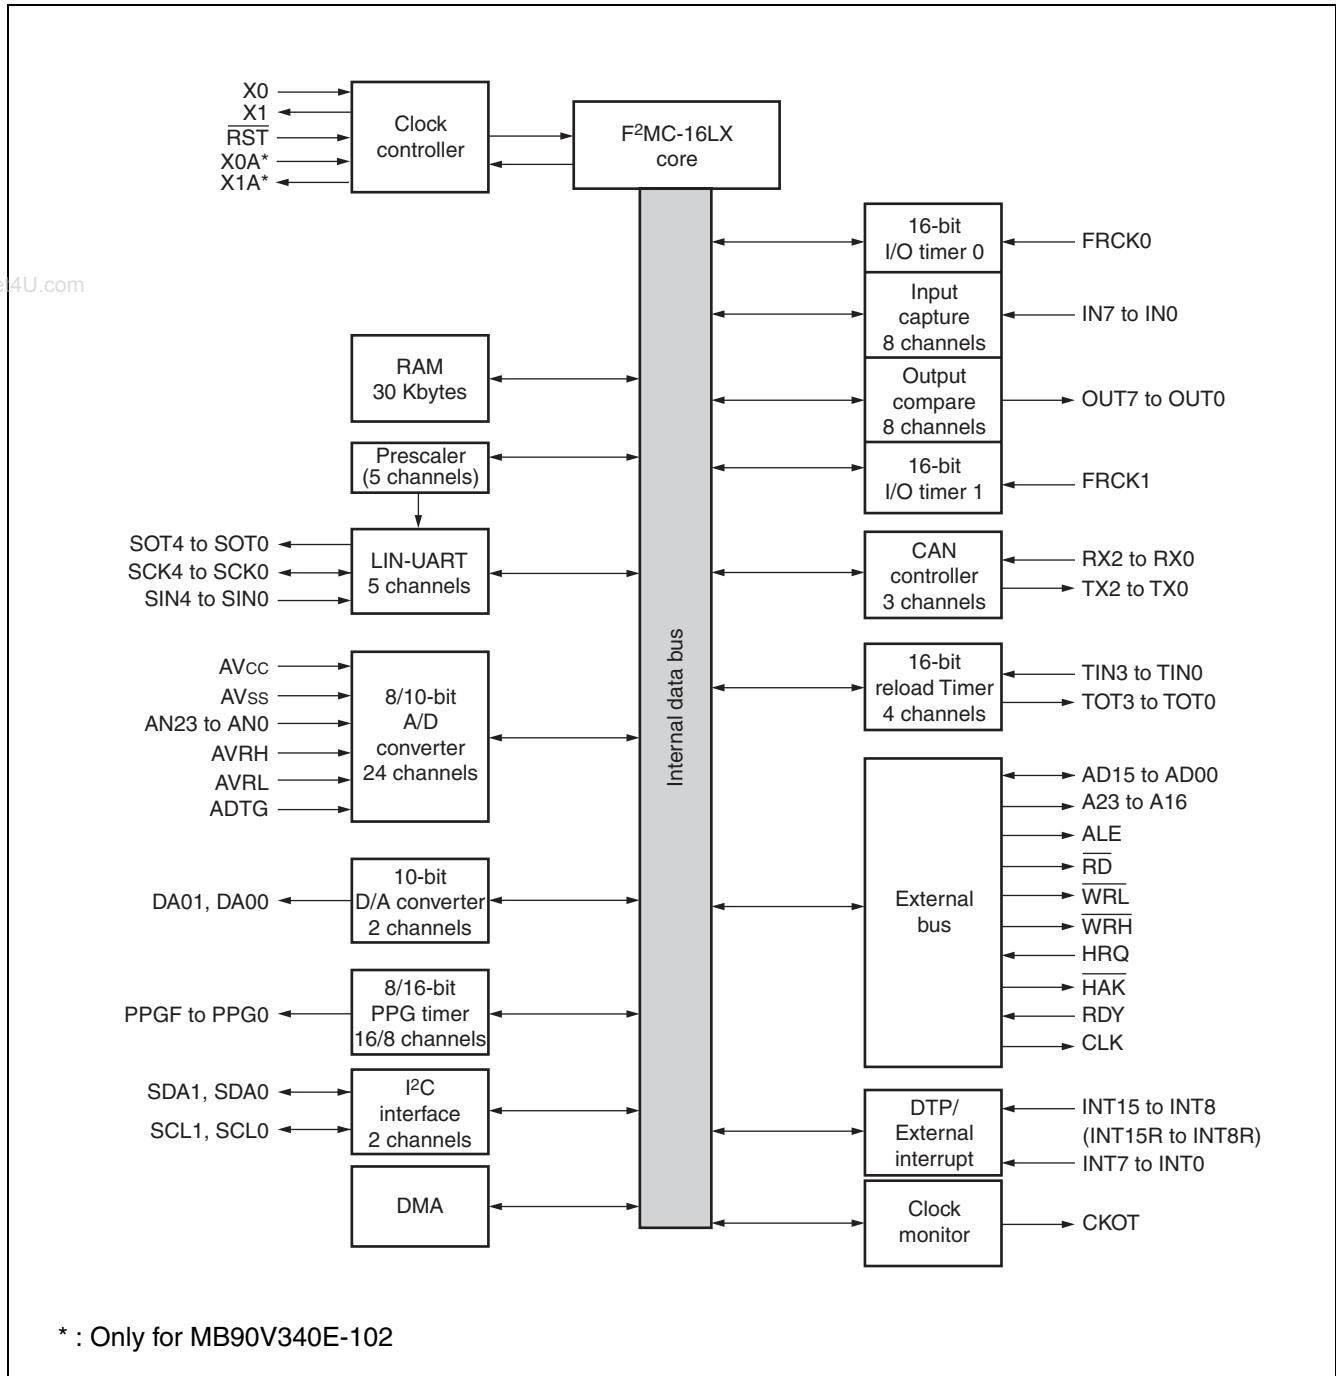 X0
X1
RST
X0A*
X1A*
Clock
controller
F²MC-16LX
core
et4U.com
RAM
30 Kbytes
Prescaler
(5 channels)
SOT4 to SOT0
SCK4 to SCK0
SIN4 to SIN0
LIN-UART
5 channels
AVcc
AVss
AN23 to AN0
AVRH
AVRL
ADTG
8/10-bit
A/D
converter
24 channels
DA01, DA00
10-bit
D/A converter
2 channels
PPGF to PPG0
8/16-bit
PPG timer
16/8 channels
SDA1, SDA0
SCL1, SCL0
I²C
interface
2 channels
DMA
Internal data bus
16-bit
I/O timer 0
FRCK0
Input
capture
8 channels
IN7 to IN0
Output
compare
8 channels
OUT7 to OUT0
16-bit
I/O timer 1
FRCK1
CAN
controller
3 channels
RX2 to RX0
TX2 to TX0
16-bit
reload Timer
4 channels
TIN3 to TIN0
TOT3 to TOT0
External
bus
AD15 to AD00
A23 to A16
ALE
RD
WRL
WRH
HRQ
HAK
RDY
CLK
DTP/
External
interrupt
INT15 to INT8
(INT15R to INT8R)
INT7 to INT0
Clock
monitor
CKOT
* : Only for MB90V340E-102